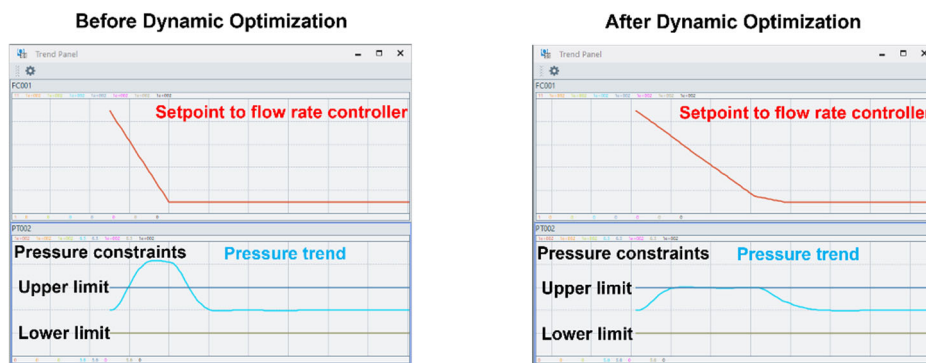 Before Dynamic Optimization
After Dynamic Optimization
Trend Panel
FC001
Setpoint to flow rate controller
PT002
Pressure constraints
Pressure trend
Upper limit
Lower limit
Trend Panel
FC001
Setpoint to flow rate controller
PT002
Pressure constraints
Pressure trend
Upper limit
Lower limit